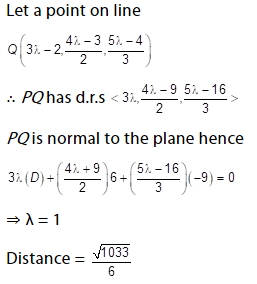 Let a point on line
Q(3λ – 2, (4λ – 3)/2, (5λ – 4)/3)
∴ PQ has d.r.s < 3λ, (4λ – 9)/2, (5λ – 16)/3 >
PQ is normal to the plane hence
3λ(D) + ((4λ + 9)/2)6 + ((5λ – 16)/3)(–9) = 0
⇒ λ = 1
Distance = √1033/6